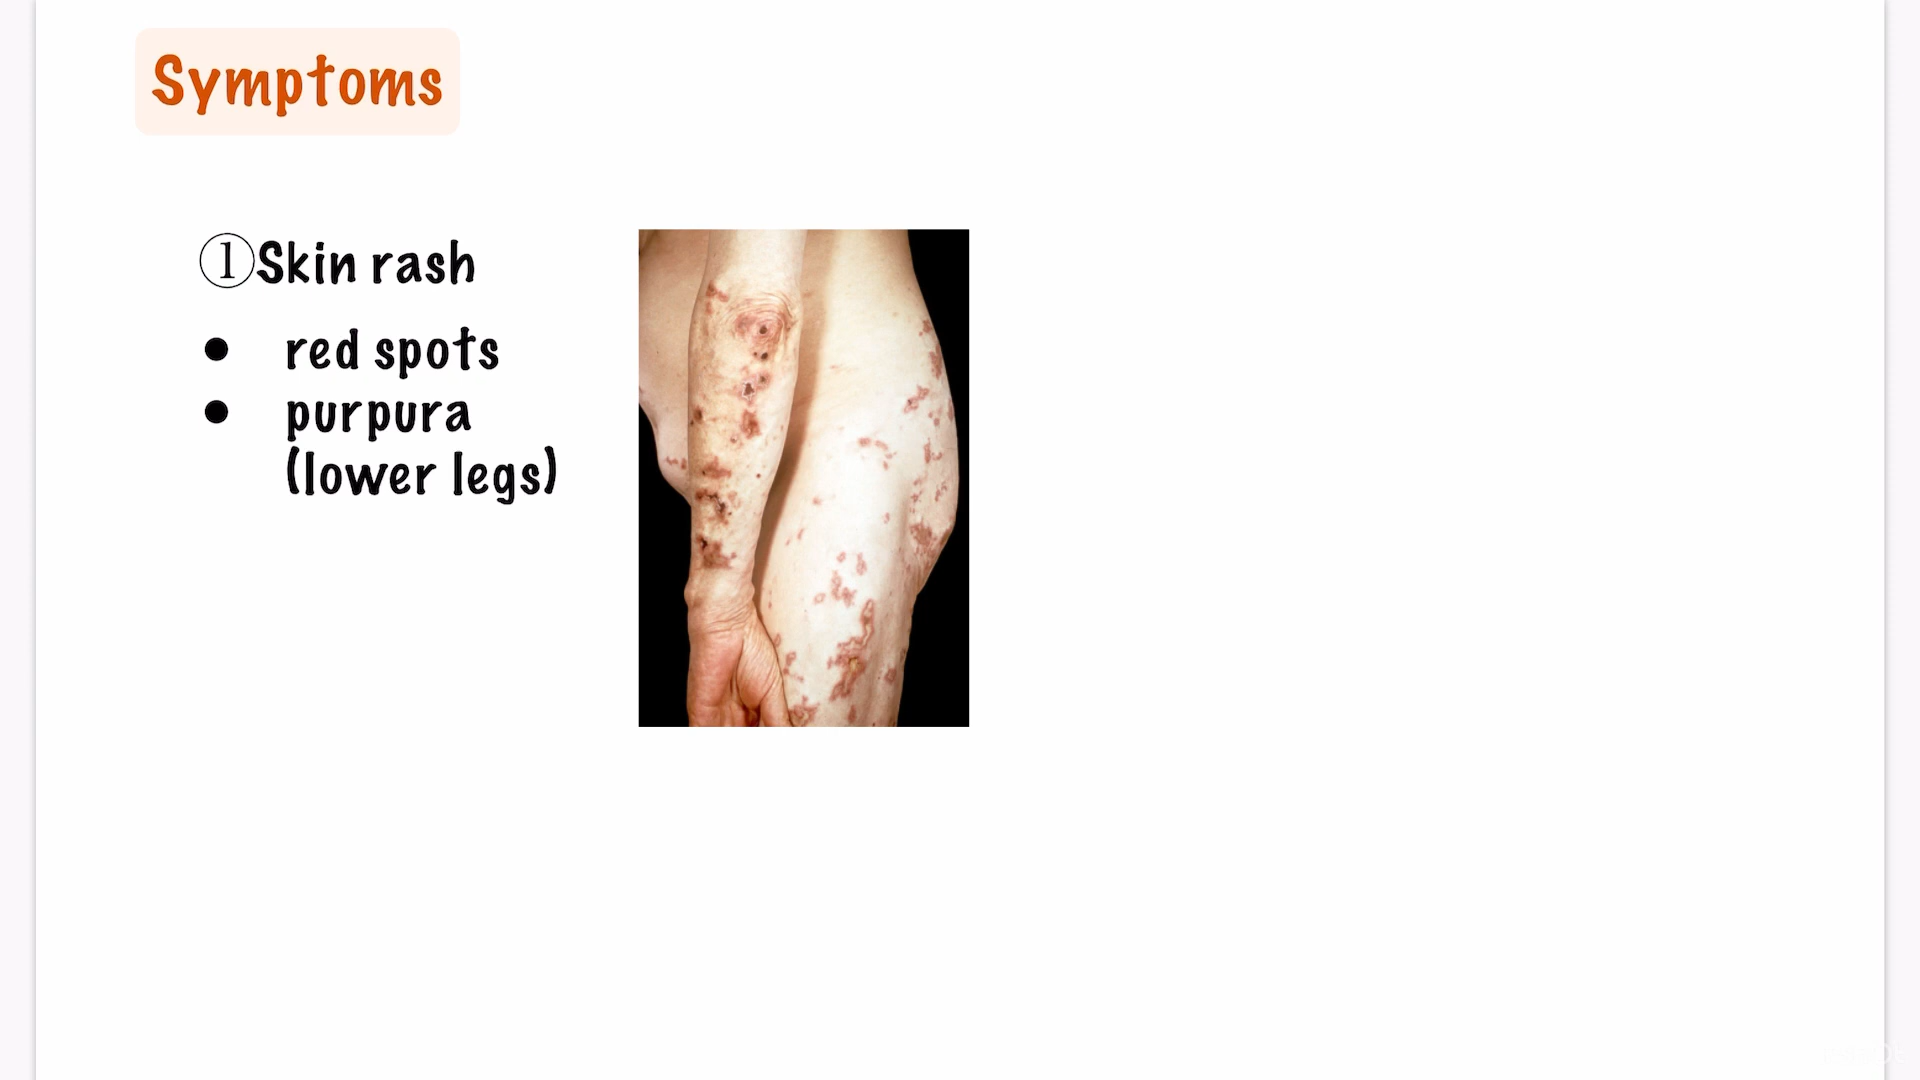 Symptoms
①Skin rash
● red spots
● purpura
(lower legs)